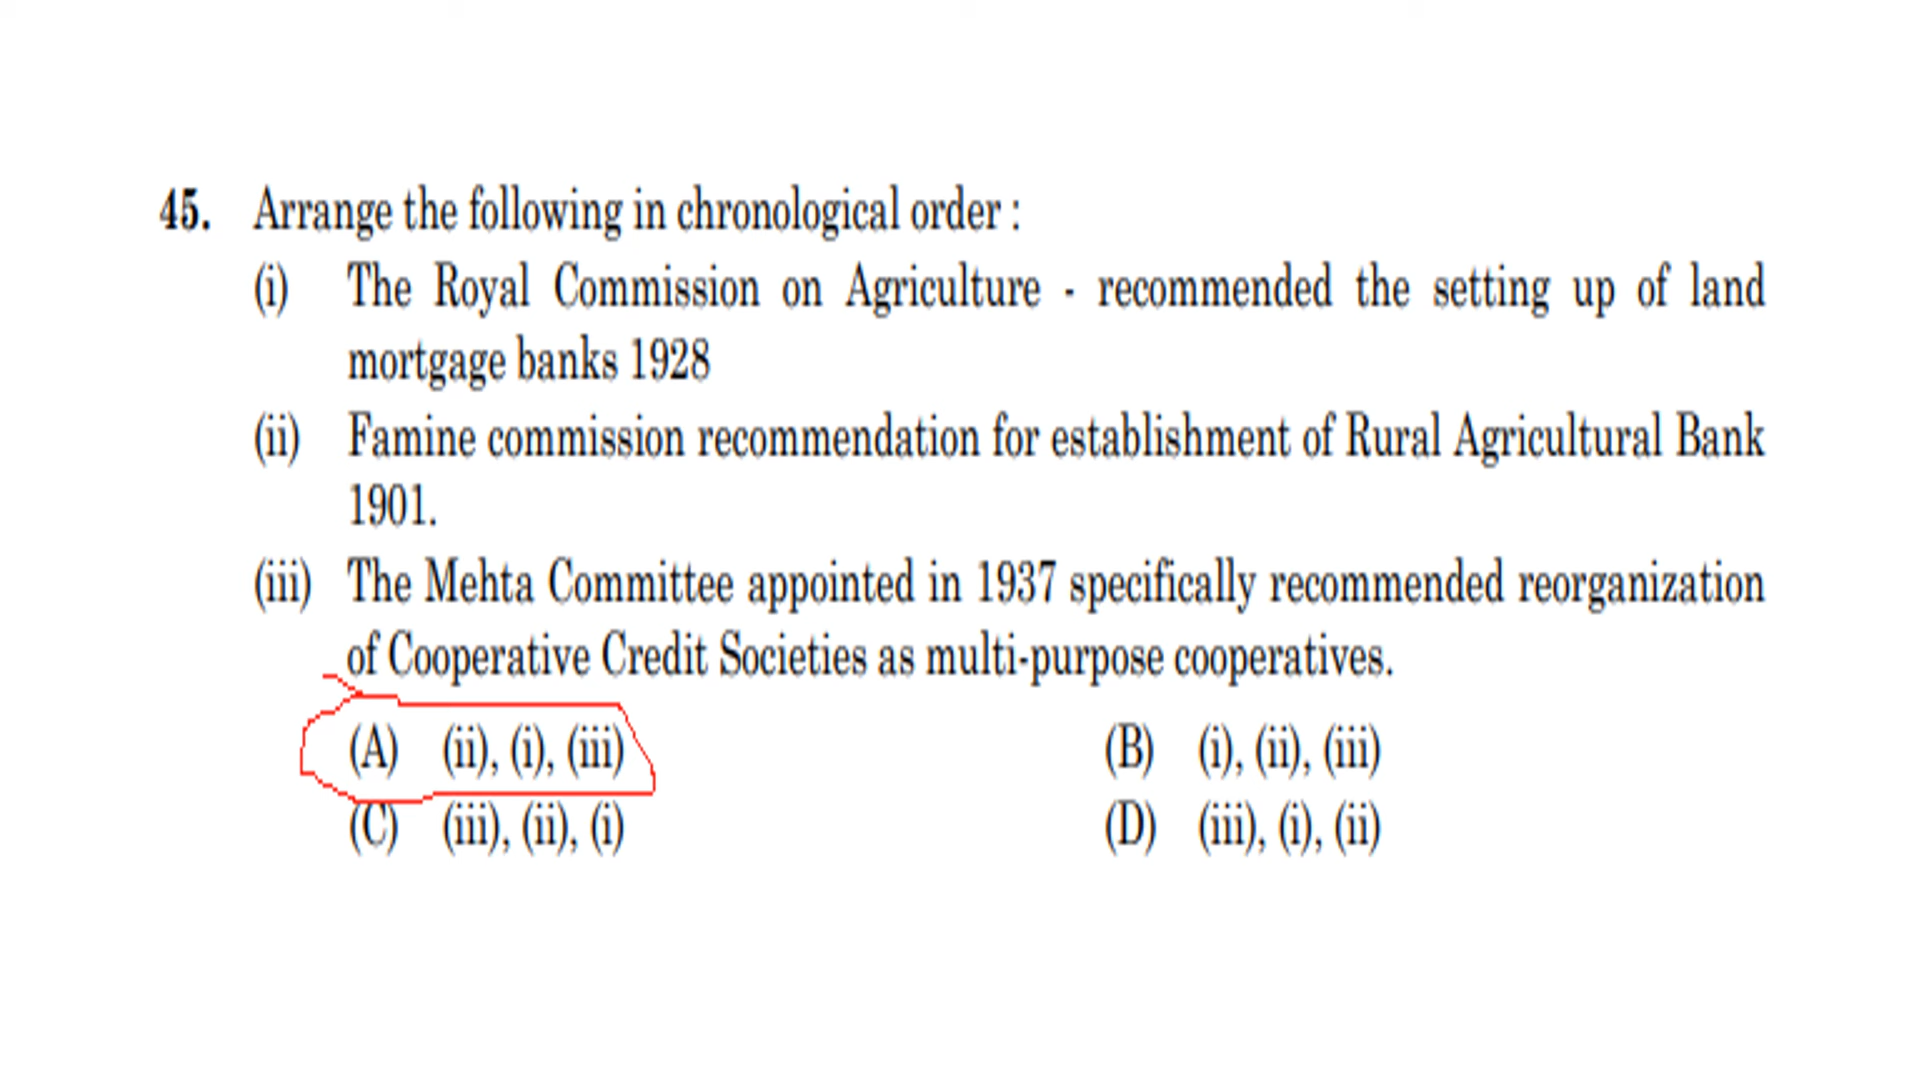 45. Arrange the following in chronological order :
(i) The Royal Commission on Agriculture - recommended the setting up of land
mortgage banks 1928
(ii) Famine commission recommendation for establishment of Rural Agricultural Bank
1901.
(iii) The Mehta Committee appointed in 1937 specifically recommended reorganization
of Cooperative Credit Societies as multi-purpose cooperatives.
(A) (ii), (i), (iii) (B) (i), (ii), (iii)
(C) (iii), (ii), (i) (D) (iii), (i), (ii)